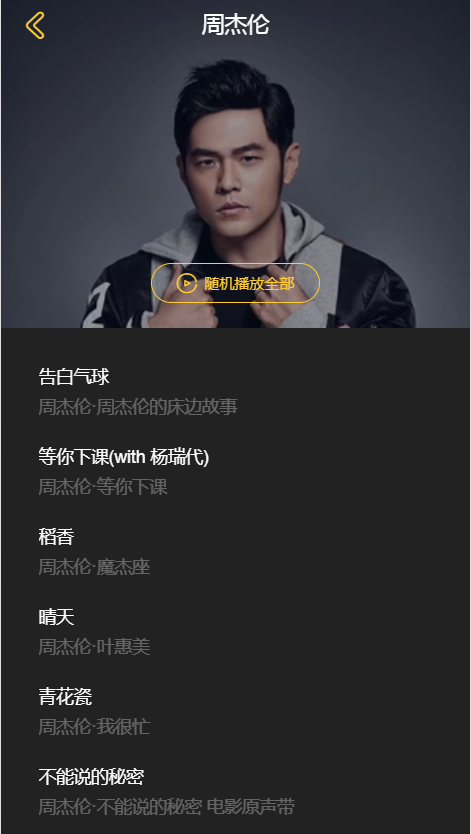 周杰伦
随机播放全部
告白气球
周杰伦·周杰伦的床边故事
等你下课(with 杨瑞代)
周杰伦·等你下课
稻香
周杰伦·魔杰座
晴天
周杰伦·叶惠美
青花瓷
周杰伦·我很忙
不能说的秘密
周杰伦·不能说的秘密 电影原声带